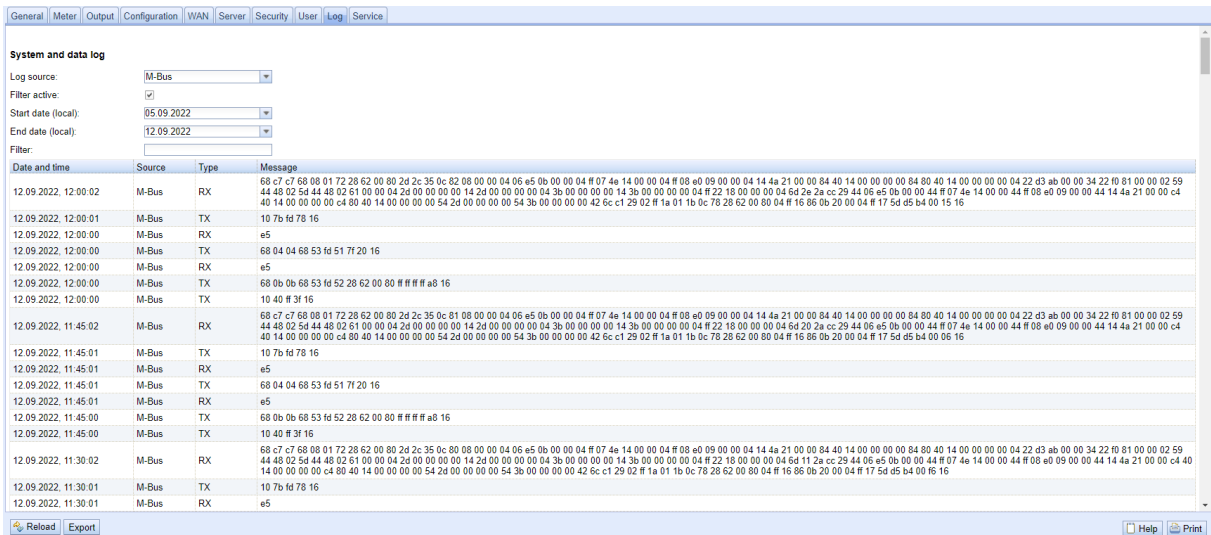 General Meter Output Configuration WAN Server Security User Log Service
System and data log
Log source: M-Bus
Filter active:
Start date (local): 05.09.2022
End date (local): 12.09.2022
Filter:
Date and time Source Type Message
68 c7 c7 68 08 01 72 28 62 00 80 2d 2c 35 0c 82 08 00 00 04 06 e5 0b 00 00 04 ff 07 4e 14 00 00 04 ff 08 e0 09 00 00 04 14 4a 21 00 00 84 40 14 00 00 00 00 84 80 40 14 00 00 00 00 04 22 d3 ab 00 00 34 22 f0 81 00 00 02 59
12.09.2022, 12:00:02 M-Bus RX 44 48 02 5d 44 48 02 61 00 00 04 2d 00 00 00 00 14 2d 00 00 00 00 04 3b 00 00 00 00 14 3b 00 00 00 00 04 ff 22 18 00 00 00 04 6d 2e 2a cc 29 44 06 e5 0b 00 00 44 ff 07 4e 14 00 00 44 ff 08 e0 09 00 00 44 14 4a 21 00 00 c4
40 14 00 00 00 00 c4 80 40 14 00 00 00 00 54 2d 00 00 00 00 54 3b 00 00 00 00 42 6c c1 29 02 ff 1a 01 1b 0c 78 28 62 00 80 04 ff 16 86 0b 20 00 04 ff 17 5d d5 b4 00 15 16
12.09.2022, 12:00:01 M-Bus TX 10 7b fd 78 16
12.09.2022, 12:00:00 M-Bus RX e5
12.09.2022, 12:00:00 M-Bus TX 68 04 04 68 53 fd 51 7f 20 16
12.09.2022, 12:00:00 M-Bus RX e5
12.09.2022, 12:00:00 M-Bus TX 68 0b 0b 68 53 fd 52 28 62 00 80 ff ff ff ff a8 16
12.09.2022, 12:00:00 M-Bus TX 10 40 ff 3f 16
68 c7 c7 68 08 01 72 28 62 00 80 2d 2c 35 0c 81 08 00 00 04 06 e5 0b 00 00 04 ff 07 4e 14 00 00 04 ff 08 e0 09 00 00 04 14 4a 21 00 00 84 40 14 00 00 00 00 84 80 40 14 00 00 00 00 04 22 d3 ab 00 00 34 22 f0 81 00 00 02 59
12.09.2022, 11:45:02 M-Bus RX 44 48 02 5d 44 48 02 61 00 00 04 2d 00 00 00 00 14 2d 00 00 00 00 04 3b 00 00 00 00 14 3b 00 00 00 00 04 ff 22 18 00 00 00 04 6d 20 2a cc 29 44 06 e5 0b 00 00 44 ff 07 4e 14 00 00 44 ff 08 e0 09 00 00 44 14 4a 21 00 00 c4
40 14 00 00 00 00 c4 80 40 14 00 00 00 00 54 2d 00 00 00 00 54 3b 00 00 00 00 42 6c c1 29 02 ff 1a 01 1b 0c 78 28 62 00 80 04 ff 16 86 0b 20 00 04 ff 17 5d d5 b4 00 06 16
12.09.2022, 11:45:01 M-Bus TX 10 7b fd 78 16
12.09.2022, 11:45:01 M-Bus RX e5
12.09.2022, 11:45:01 M-Bus TX 68 04 04 68 53 fd 51 7f 20 16
12.09.2022, 11:45:01 M-Bus RX e5
12.09.2022, 11:45:00 M-Bus TX 68 0b 0b 68 53 fd 52 28 62 00 80 ff ff ff ff a8 16
12.09.2022, 11:45:00 M-Bus TX 10 40 ff 3f 16
68 c7 c7 68 08 01 72 28 62 00 80 2d 2c 35 0c 80 08 00 00 04 06 e5 0b 00 00 04 ff 07 4e 14 00 00 04 ff 08 e0 09 00 00 04 14 4a 21 00 00 84 40 14 00 00 00 00 84 80 40 14 00 00 00 00 04 22 d3 ab 00 00 34 22 f0 81 00 00 02 59
12.09.2022, 11:30:02 M-Bus RX 44 48 02 5d 44 48 02 61 00 00 04 2d 00 00 00 00 14 2d 00 00 00 00 04 3b 00 00 00 00 14 3b 00 00 00 00 04 ff 22 18 00 00 00 04 6d 11 2a cc 29 44 06 e5 0b 00 00 44 ff 07 4e 14 00 00 44 ff 08 e0 09 00 00 44 14 4a 21 00 00 c4 40
14 00 00 00 00 c4 80 40 14 00 00 00 00 54 2d 00 00 00 00 54 3b 00 00 00 00 42 6c c1 29 02 ff 1a 01 1b 0c 78 28 62 00 80 04 ff 16 86 0b 20 00 04 ff 17 5d d5 b4 00 f6 16
12.09.2022, 11:30:01 M-Bus TX 10 7b fd 78 16
12.09.2022, 11:30:01 M-Bus RX e5
Reload Export Help Print